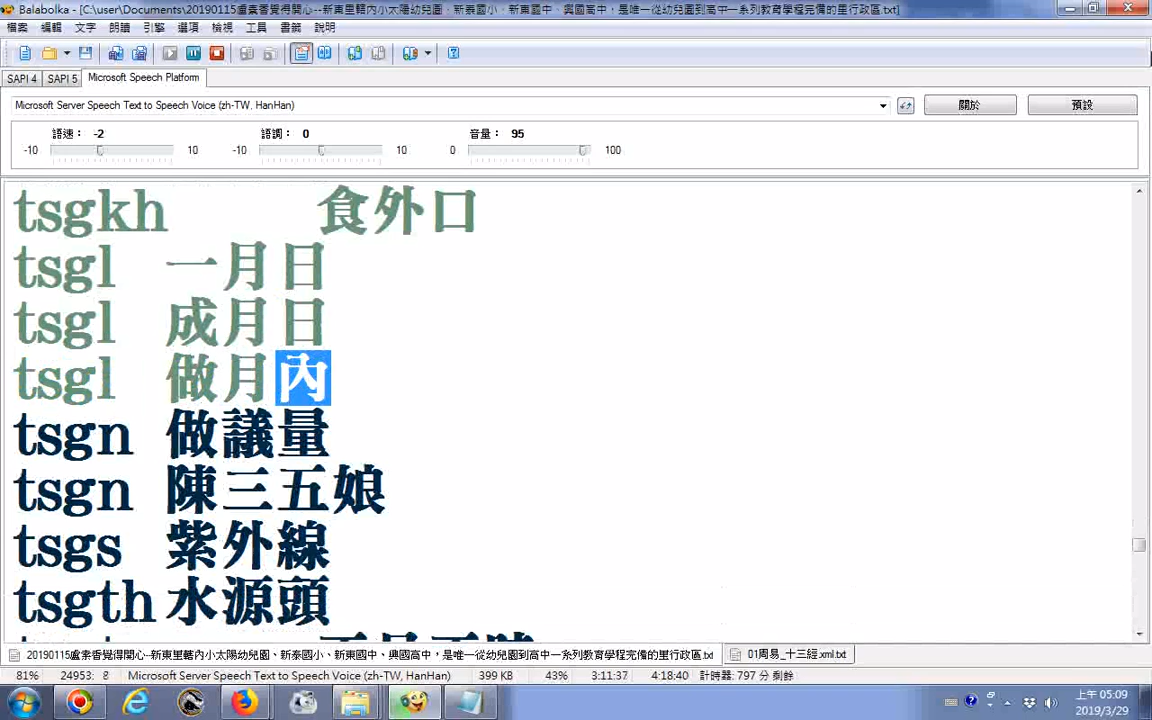 Balabolka - [C:\user\Documents\20190115盧素香覺得開心--新東里轄內小太陽幼兒園、新泰國小、新東國中、興國高中，是唯一從幼兒園到高中一系列教育學程完備的里行政區.txt]
檔案 編輯 文字 朗讀 引擎 選項 檢視 工具 書籤 說明
SAPI 4 SAPI 5 Microsoft Speech Platform
Microsoft Server Speech Text to Speech Voice (zh-TW, HanHan) 關於 預設
語速： -2 語調： 0 音量： 95
-10 10 -10 10 0 100
tsgkh 食外口
tsgl 一月日
tsgl 成月日
tsgl 做月內
tsgn 做議量
tsgn 陳三五娘
tsgs 紫外線
tsgth 水源頭
20190115盧素香覺得開心--新東里轄內小太陽幼兒園、新泰國小、新東國中、興國高中，是唯一從幼兒園到高中一系列教育學程完備的里行政區.txt 01周易_十三經.xml.txt
81% 24953: 8 Microsoft Server Speech Text to Speech Voice (zh-TW, HanHan) 399 KB 43% 3:11:37 4:18:40 計時器: 797 分 剩餘
上午 05:09
2019/3/29